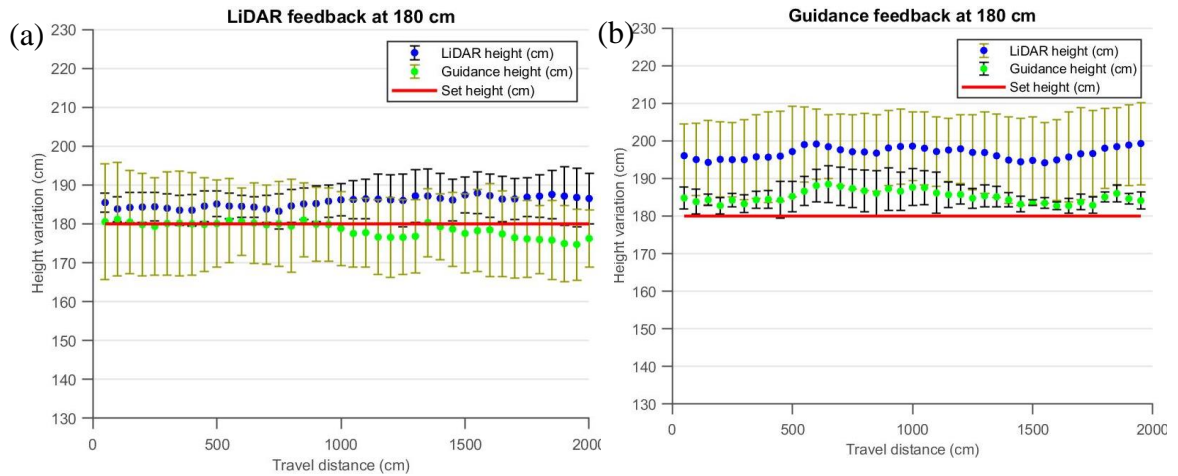 (a)
LiDAR feedback at 180 cm
230
220
210
200
190
180
170
160
150
140
130
Height variation (cm)
LiDAR height (cm)
Guidance height (cm)
Set height (cm)
0 500 1000 1500 2000
Travel distance (cm)
(b)
Guidance feedback at 180 cm
230
220
210
200
190
180
170
160
150
140
130
Height variation (cm)
LiDAR height (cm)
Guidance height (cm)
Set height (cm)
0 500 1000 1500 2000
Travel distance (cm)